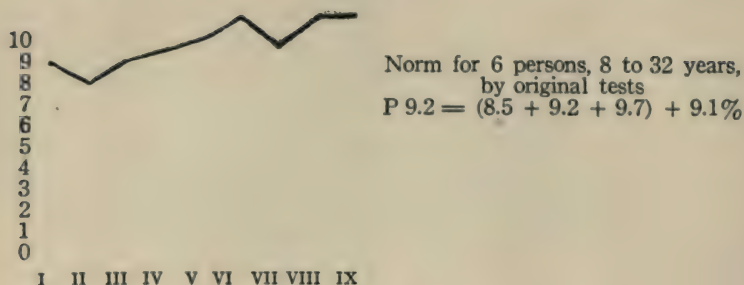 10
9
8
7
6
5
4
3
2
1
0
I II III IV V VI VII VIII IX
Norm for 6 persons, 8 to 32 years,
by original tests
P 9.2 = (8.5 + 9.2 + 9.7) + 9.1%